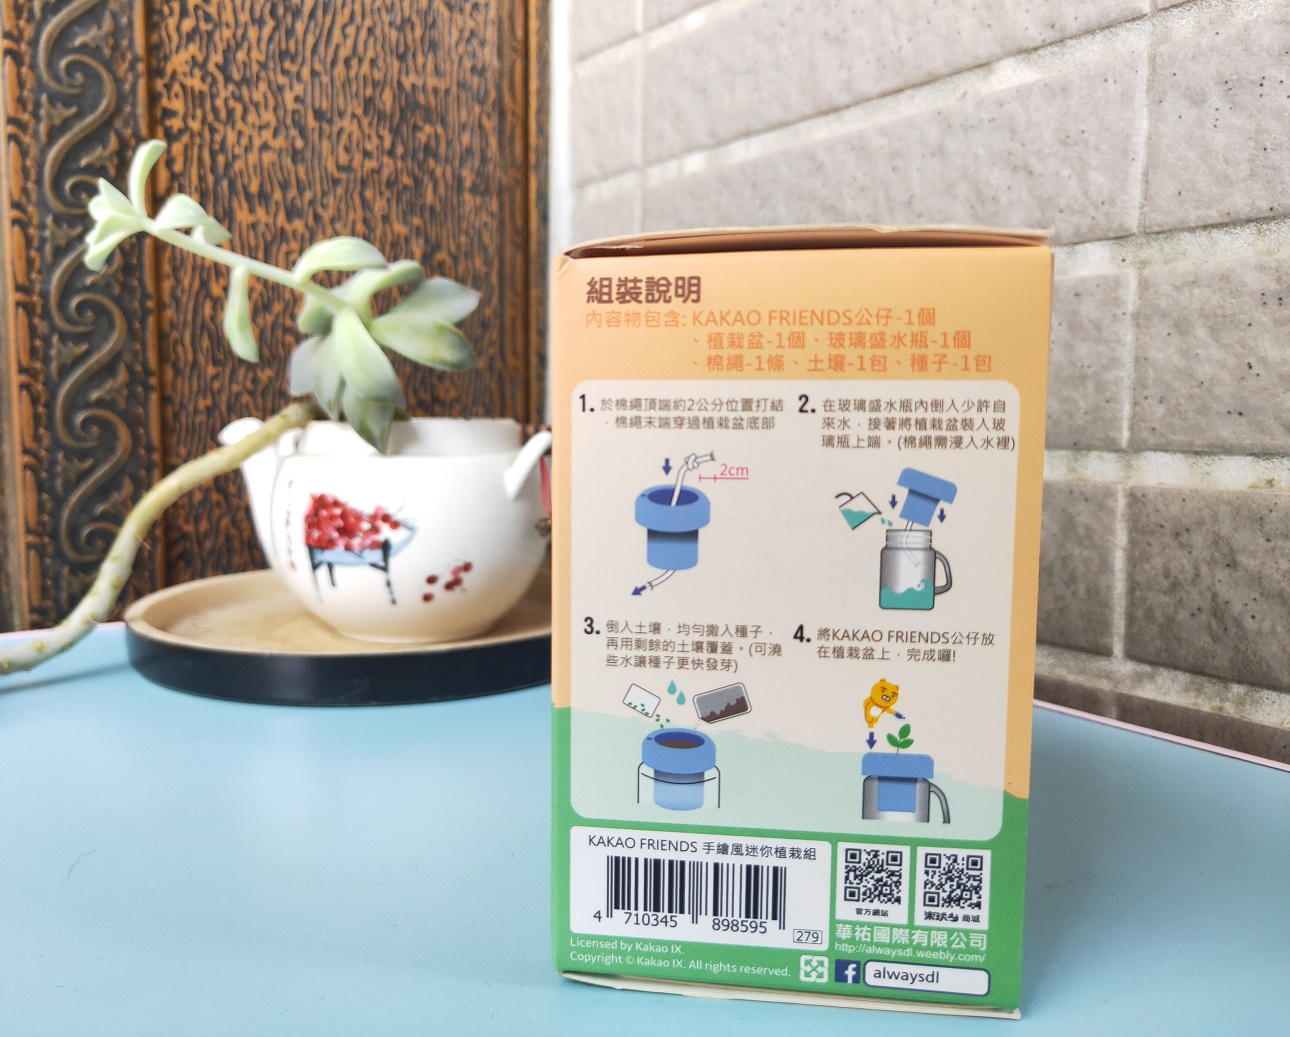 組裝說明
內容物包含: KAKAO FRIENDS公仔-1個
、植栽盆-1個、玻璃盛水瓶-1個
、棉繩-1條、土壤-1包、種子-1包
1. 於棉繩頂端約2公分位置打結
，棉繩末端穿過植栽盆底部
2cm
2. 在玻璃盛水瓶內倒入少許自
來水，接著將植栽盆裝入玻
璃瓶上端。(棉繩需浸入水裡)
3. 倒入土壤，均勻撒入種子，
再用剩餘的土壤覆蓋。(可澆
些水讓種子更快發芽)
4. 將KAKAO FRIENDS公仔放
在植栽盆上，完成囉!
KAKAO FRIENDS 手繪風迷你植栽組
4 710345 898595
279
Licensed by Kakao IX.
Copyright © Kakao IX. All rights reserved.
官方網站
商城
華祐國際有限公司
http://alwaysdl.weebly.com/
alwaysdl